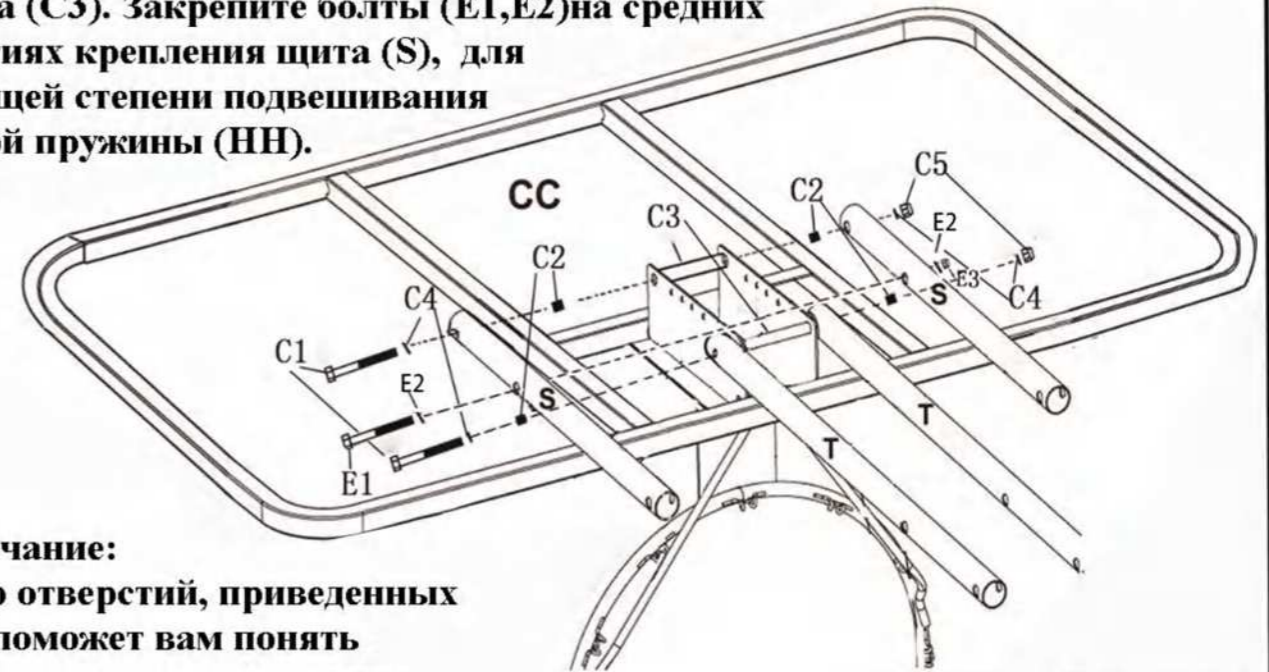 а (С3). Закрепите болты (Е1,Е2)на средних
иях крепления щита (S), для
щей степени подвешивания
й пружины (НН).
CC
C5
C2
C3
E2
C2
E3
S
C4
C4
C1
E2
S
T
T
E1
чание:
о отверстий, приведенных
поможет вам понять